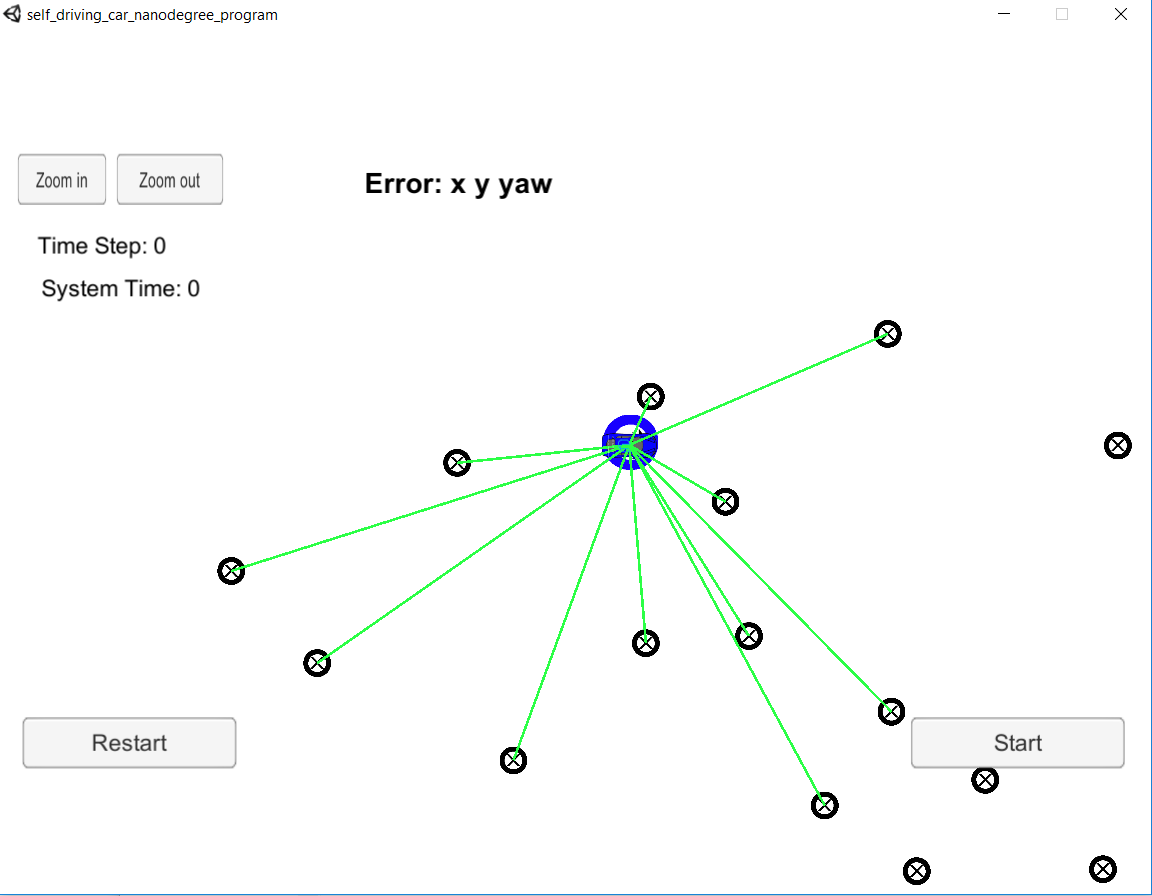 self_driving_car_nanodegree_program
Zoom in
Zoom out
Error: x y yaw
Time Step: 0
System Time: 0
Restart
Start